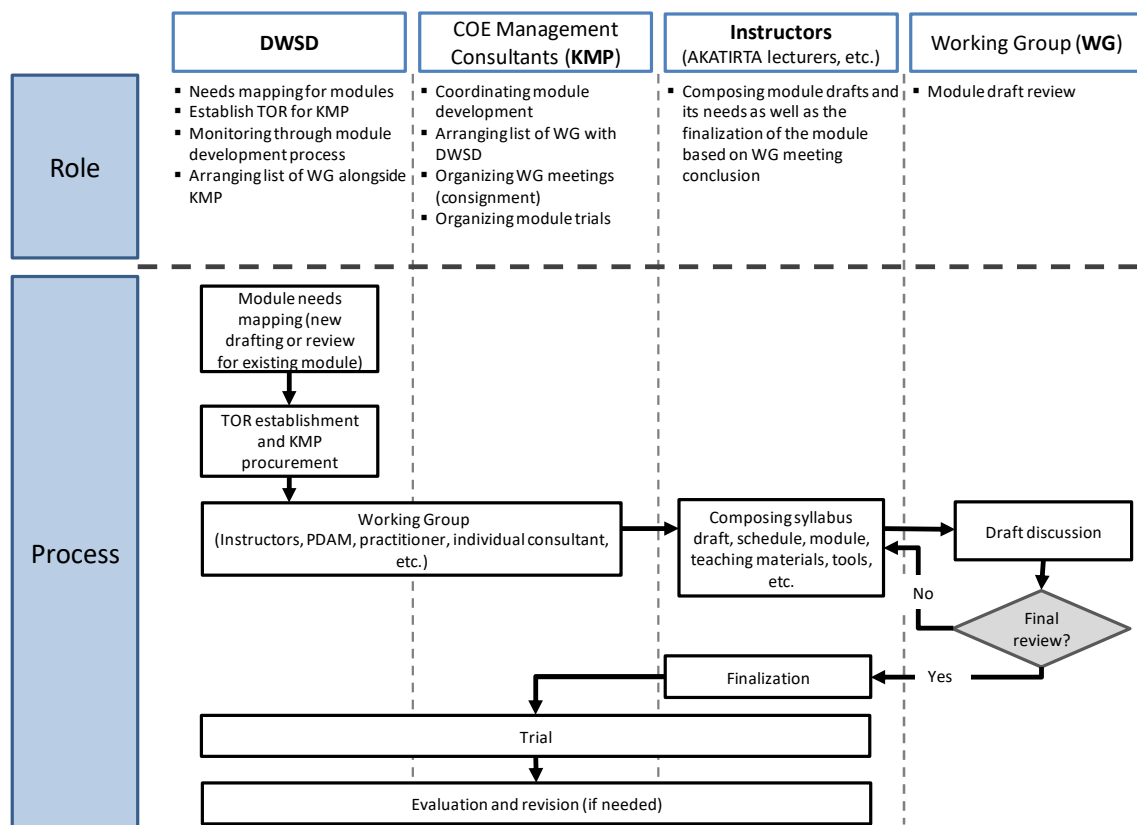 DWSD
COE Management
Consultants (KMP)
Instructors
(AKATIRTA lecturers, etc.)
Working Group (WG)
Role
▪ Needs mapping for modules
▪ Establish TOR for KMP
▪ Monitoring through module
development process
▪ Arranging list of WG alongside
KMP
▪ Coordinating module
development
▪ Arranging list of WG with
DWSD
▪ Organizing WG meetings
(consignment)
▪ Organizing module trials
▪ Composing module drafts and
its needs as well as the
finalization of the module
based on WG meeting
conclusion
▪ Module draft review
Process
Module needs
mapping (new
drafting or review
for existing module)
TOR establishment
and KMP
procurement
Working Group
(Instructors, PDAM, practitioner, individual consultant,
etc.)
Composing syllabus
draft, schedule, module,
teaching materials, tools,
etc.
Draft discussion
No
Final
review?
Yes
Finalization
Trial
Evaluation and revision (if needed)